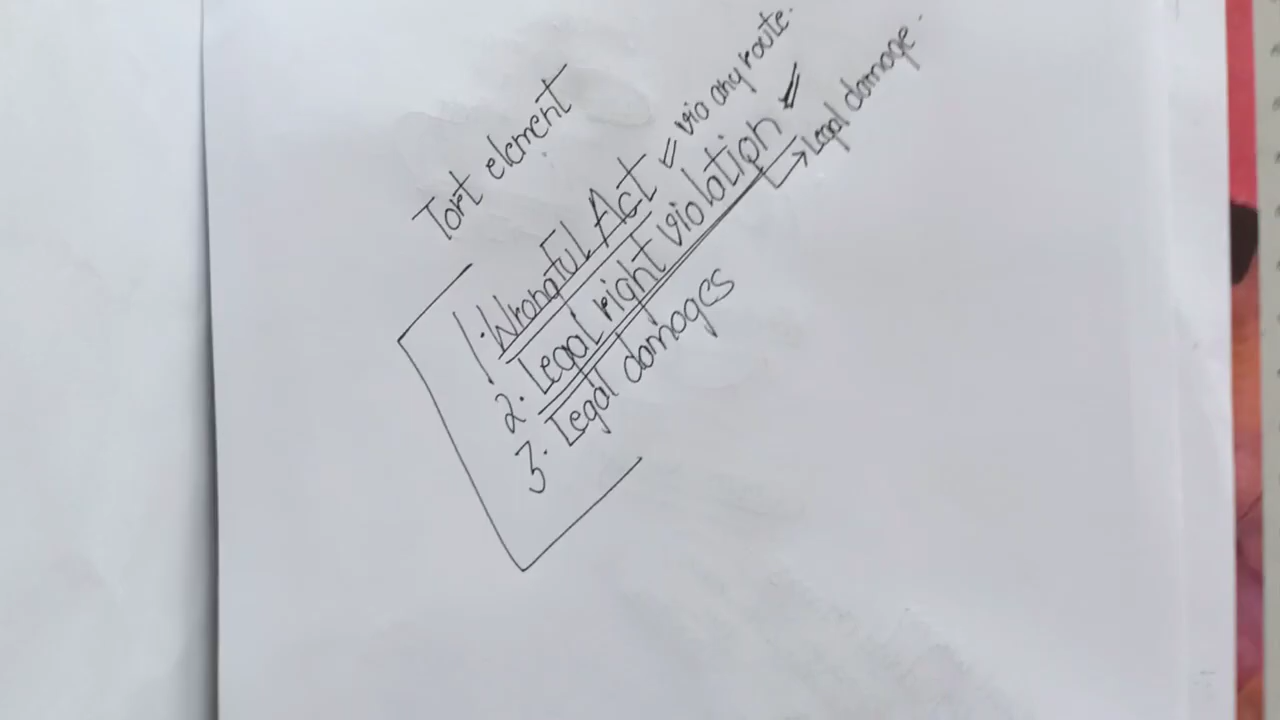 Tort element
1. Wrongful Act = via any route.
2. Legal right violation =
→ Legal damage.
3. Legal damages